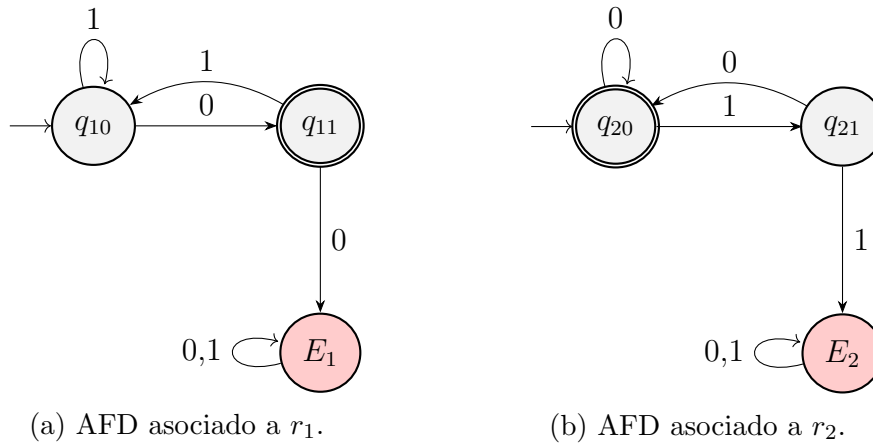 1
1
0
q10
q11
0
0,1
E1
(a) AFD asociado a r1.
0
0
1
q20
q21
1
0,1
E2
(b) AFD asociado a r2.